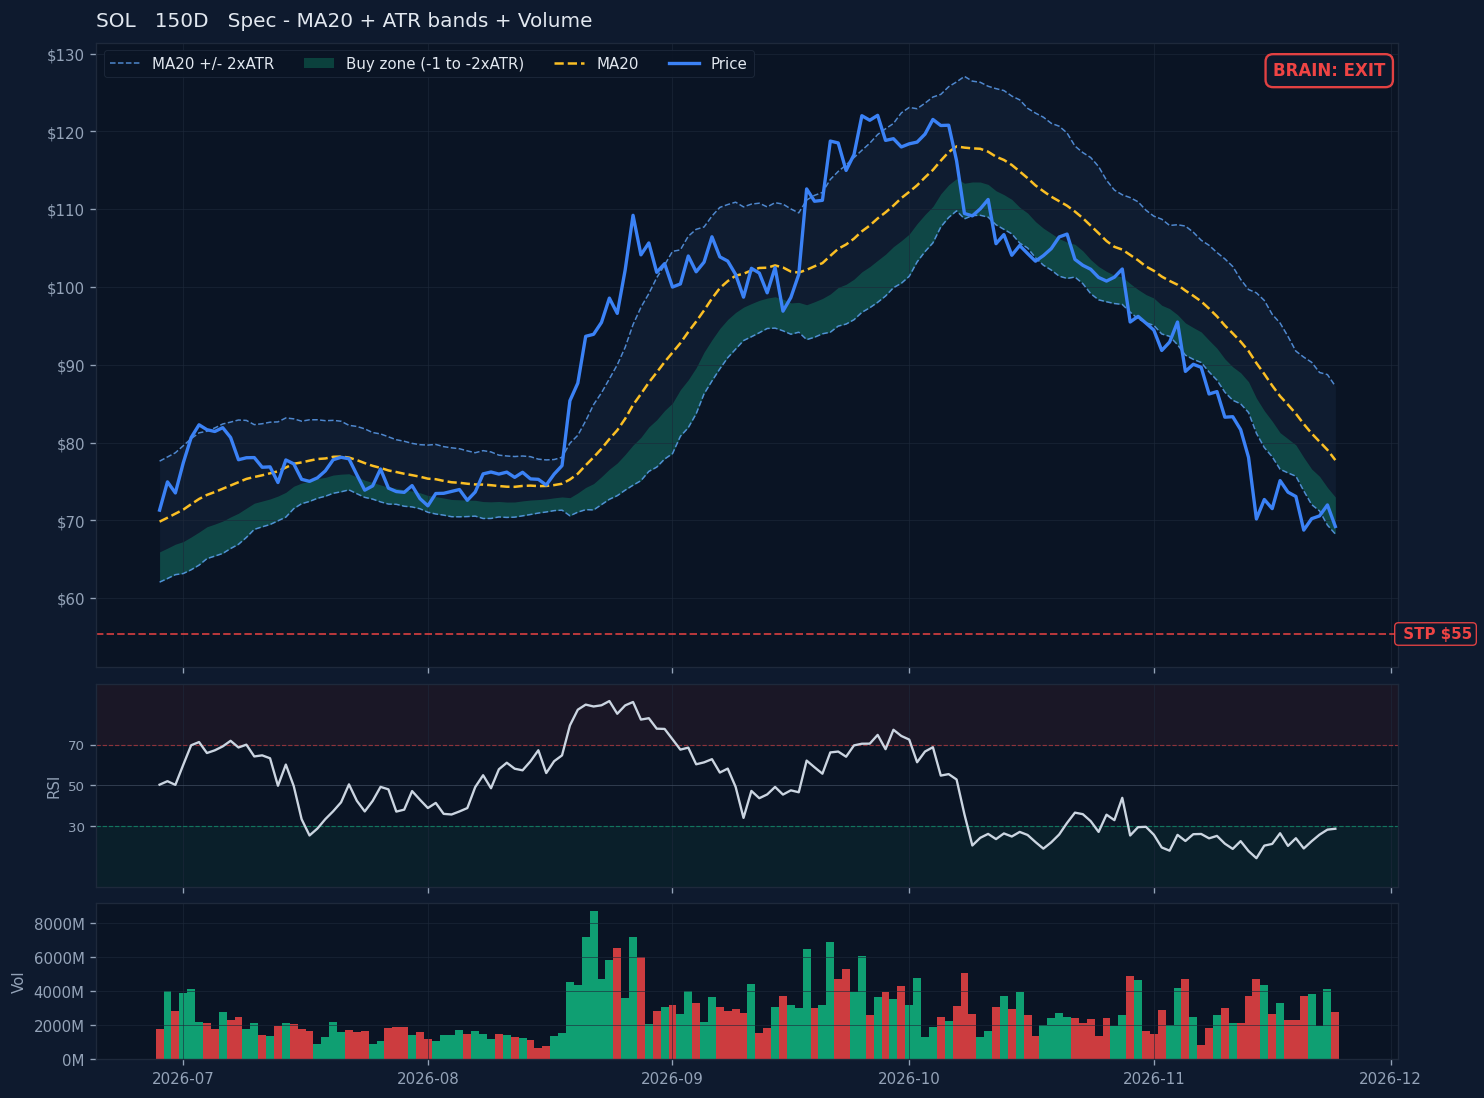 SOL   150D   Spec - MA20 + ATR bands + Volume
MA20 +/- 2xATR
Buy zone (-1 to -2xATR)
MA20
Price
BRAIN: EXIT
$130
$120
$110
$100
$90
$80
$70
$60
STP $55
70
50
30
RSI
8000M
6000M
4000M
2000M
0M
Vol
2026-07
2026-08
2026-09
2026-10
2026-11
2026-12